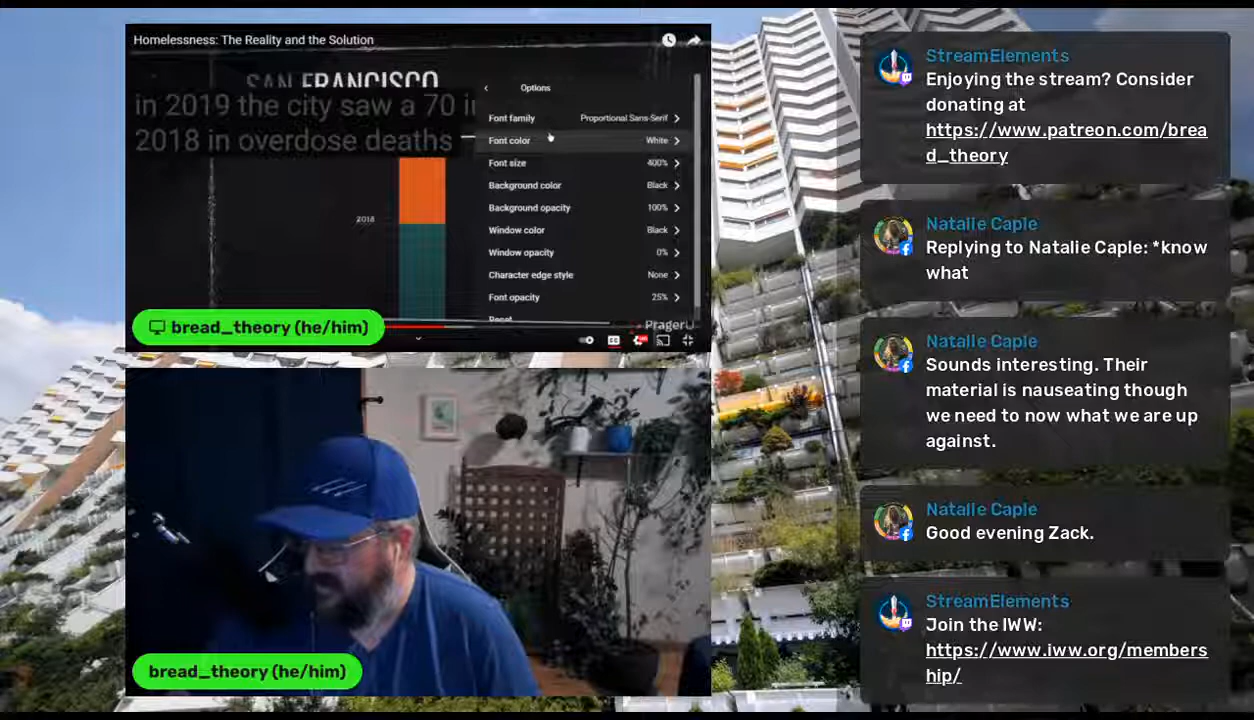 Homelessness: The Reality and the Solution
SAN FRANCISCO
in 2019 the city saw a 70 i
2018 in overdose deaths
2018
Options
Font family Proportional Sans-Serif
Font color White
Font size 400%
Background color Black
Background opacity 100%
Window color Black
Window opacity 0%
Character edge style None
Font opacity 25%
Reset
PragerU
CC
bread_theory (he/him)
bread_theory (he/him)
StreamElements
Enjoying the stream? Consider
donating at
https://www.patreon.com/brea
d_theory
Natalie Caple
Replying to Natalie Caple: *know
what
Natalie Caple
Sounds interesting. Their
material is nauseating though
we need to now what we are up
against.
Natalie Caple
Good evening Zack.
StreamElements
Join the IWW:
https://www.iww.org/members
hip/